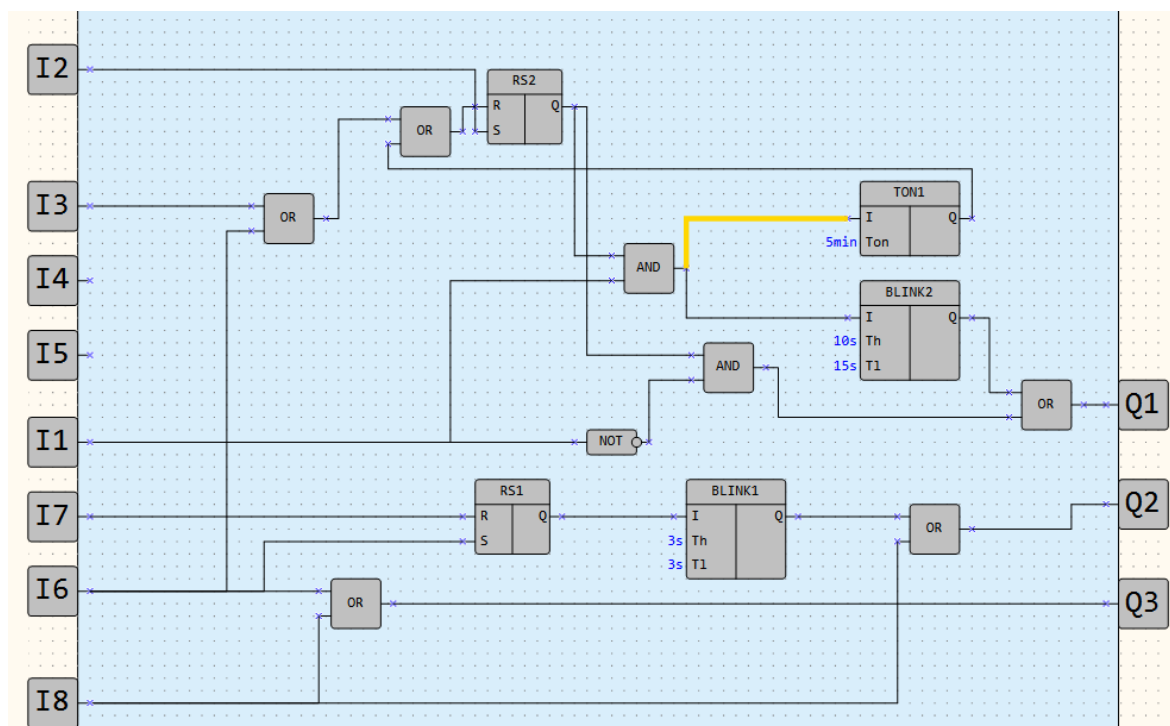 I2
RS2
R Q
S
OR
I3
OR
TON1
I Q
5min Ton
I4
AND
BLINK2
I Q
10s Th
15s Tl
I5
AND
OR
Q1
I1
NOT
RS1
R Q
S
BLINK1
I Q
3s Th
3s Tl
I7
OR
Q2
I6
OR
Q3
I8